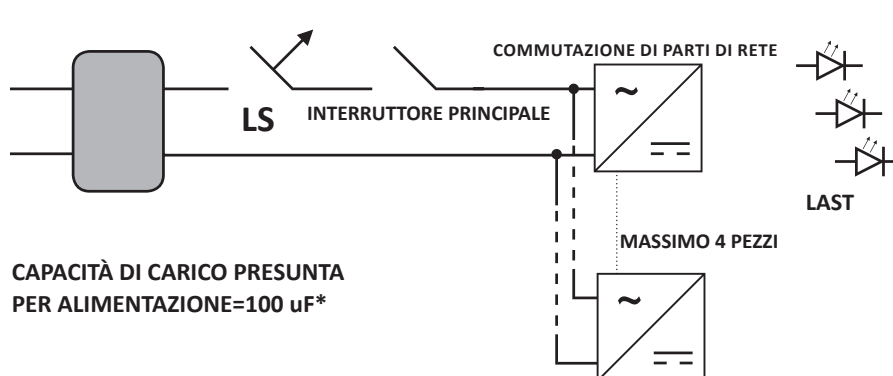 COMMUTAZIONE DI PARTI DI RETE
LS
INTERRUTTORE PRINCIPALE
LAST
MASSIMO 4 PEZZI
CAPACITÀ DI CARICO PRESUNTA
PER ALIMENTAZIONE=100 uF*